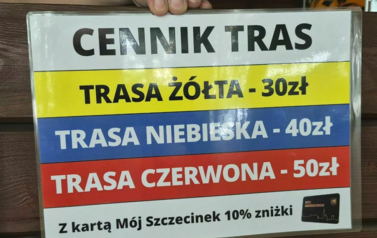 CENNIK TRAS
TRASA ŻÓŁTA - 30zł
TRASA NIEBIESKA - 40zł
TRASA CZERWONA - 50zł
Z kartą Mój Szczecinek 10% zniżki